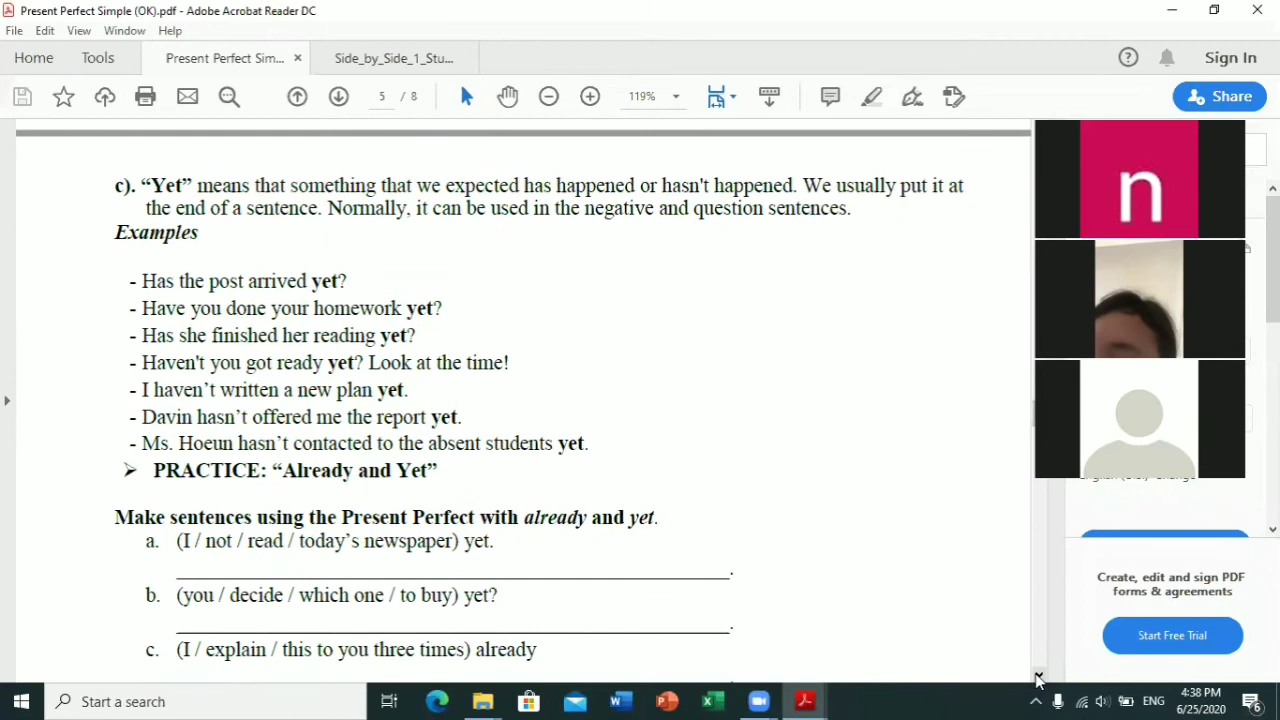 Present Perfect Simple (OK).pdf - Adobe Acrobat Reader DC
File Edit View Window Help
Home Tools Present Perfect Sim... × Side_by_Side_1_Stu... Sign In
5 / 8 119% Share
c). “Yet” means that something that we expected has happened or hasn't happened. We usually put it at
the end of a sentence. Normally, it can be used in the negative and question sentences.
Examples
- Has the post arrived yet?
- Have you done your homework yet?
- Has she finished her reading yet?
- Haven't you got ready yet? Look at the time!
- I haven’t written a new plan yet.
- Davin hasn’t offered me the report yet.
- Ms. Hoeun hasn’t contacted to the absent students yet.
➢ PRACTICE: “Already and Yet”
Make sentences using the Present Perfect with already and yet.
a. (I / not / read / today’s newspaper) yet.
.
b. (you / decide / which one / to buy) yet?
.
c. (I / explain / this to you three times) already
n
Create, edit and sign PDF
forms & agreements
Start Free Trial
Start a search
ENG
4:38 PM
6/25/2020
6